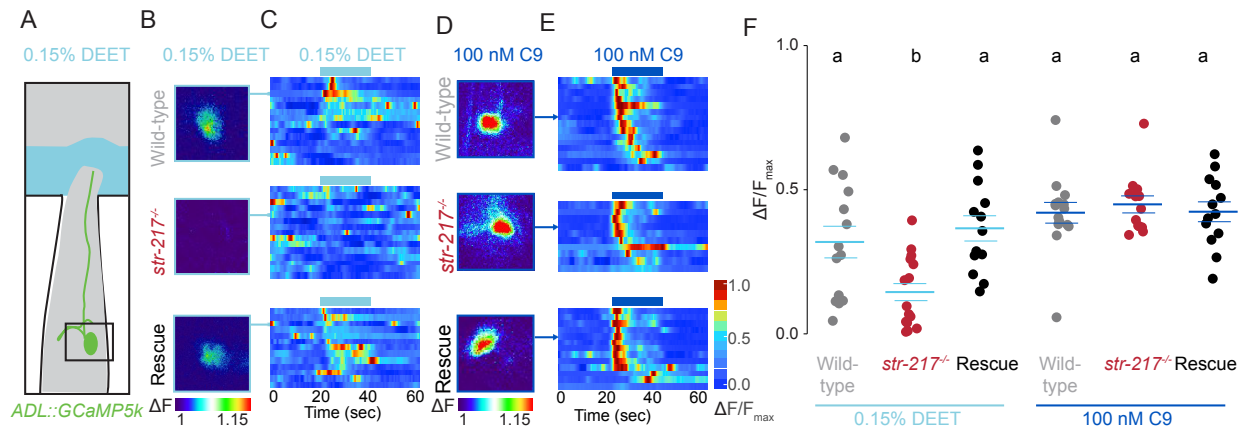 A
B
C
D
E
F
0.15% DEET
0.15% DEET
0.15% DEET
100 nM C9
100 nM C9
Wild-type
str-217-/-
Rescue
Wild-type
str-217-/-
Rescue
ADL::GCaMP5k
ΔF
1
1.15
0
20
40
60
Time (sec)
ΔF
1
1.15
0
20
40
60
Time (sec)
1.0
0.5
0.0
ΔF/Fmax
1.0
0.5
0.0
ΔF/Fmax
a
b
a
a
a
a
Wild-
type
str-217-/-
Rescue
Wild-
type
str-217-/-
Rescue
0.15% DEET
100 nM C9